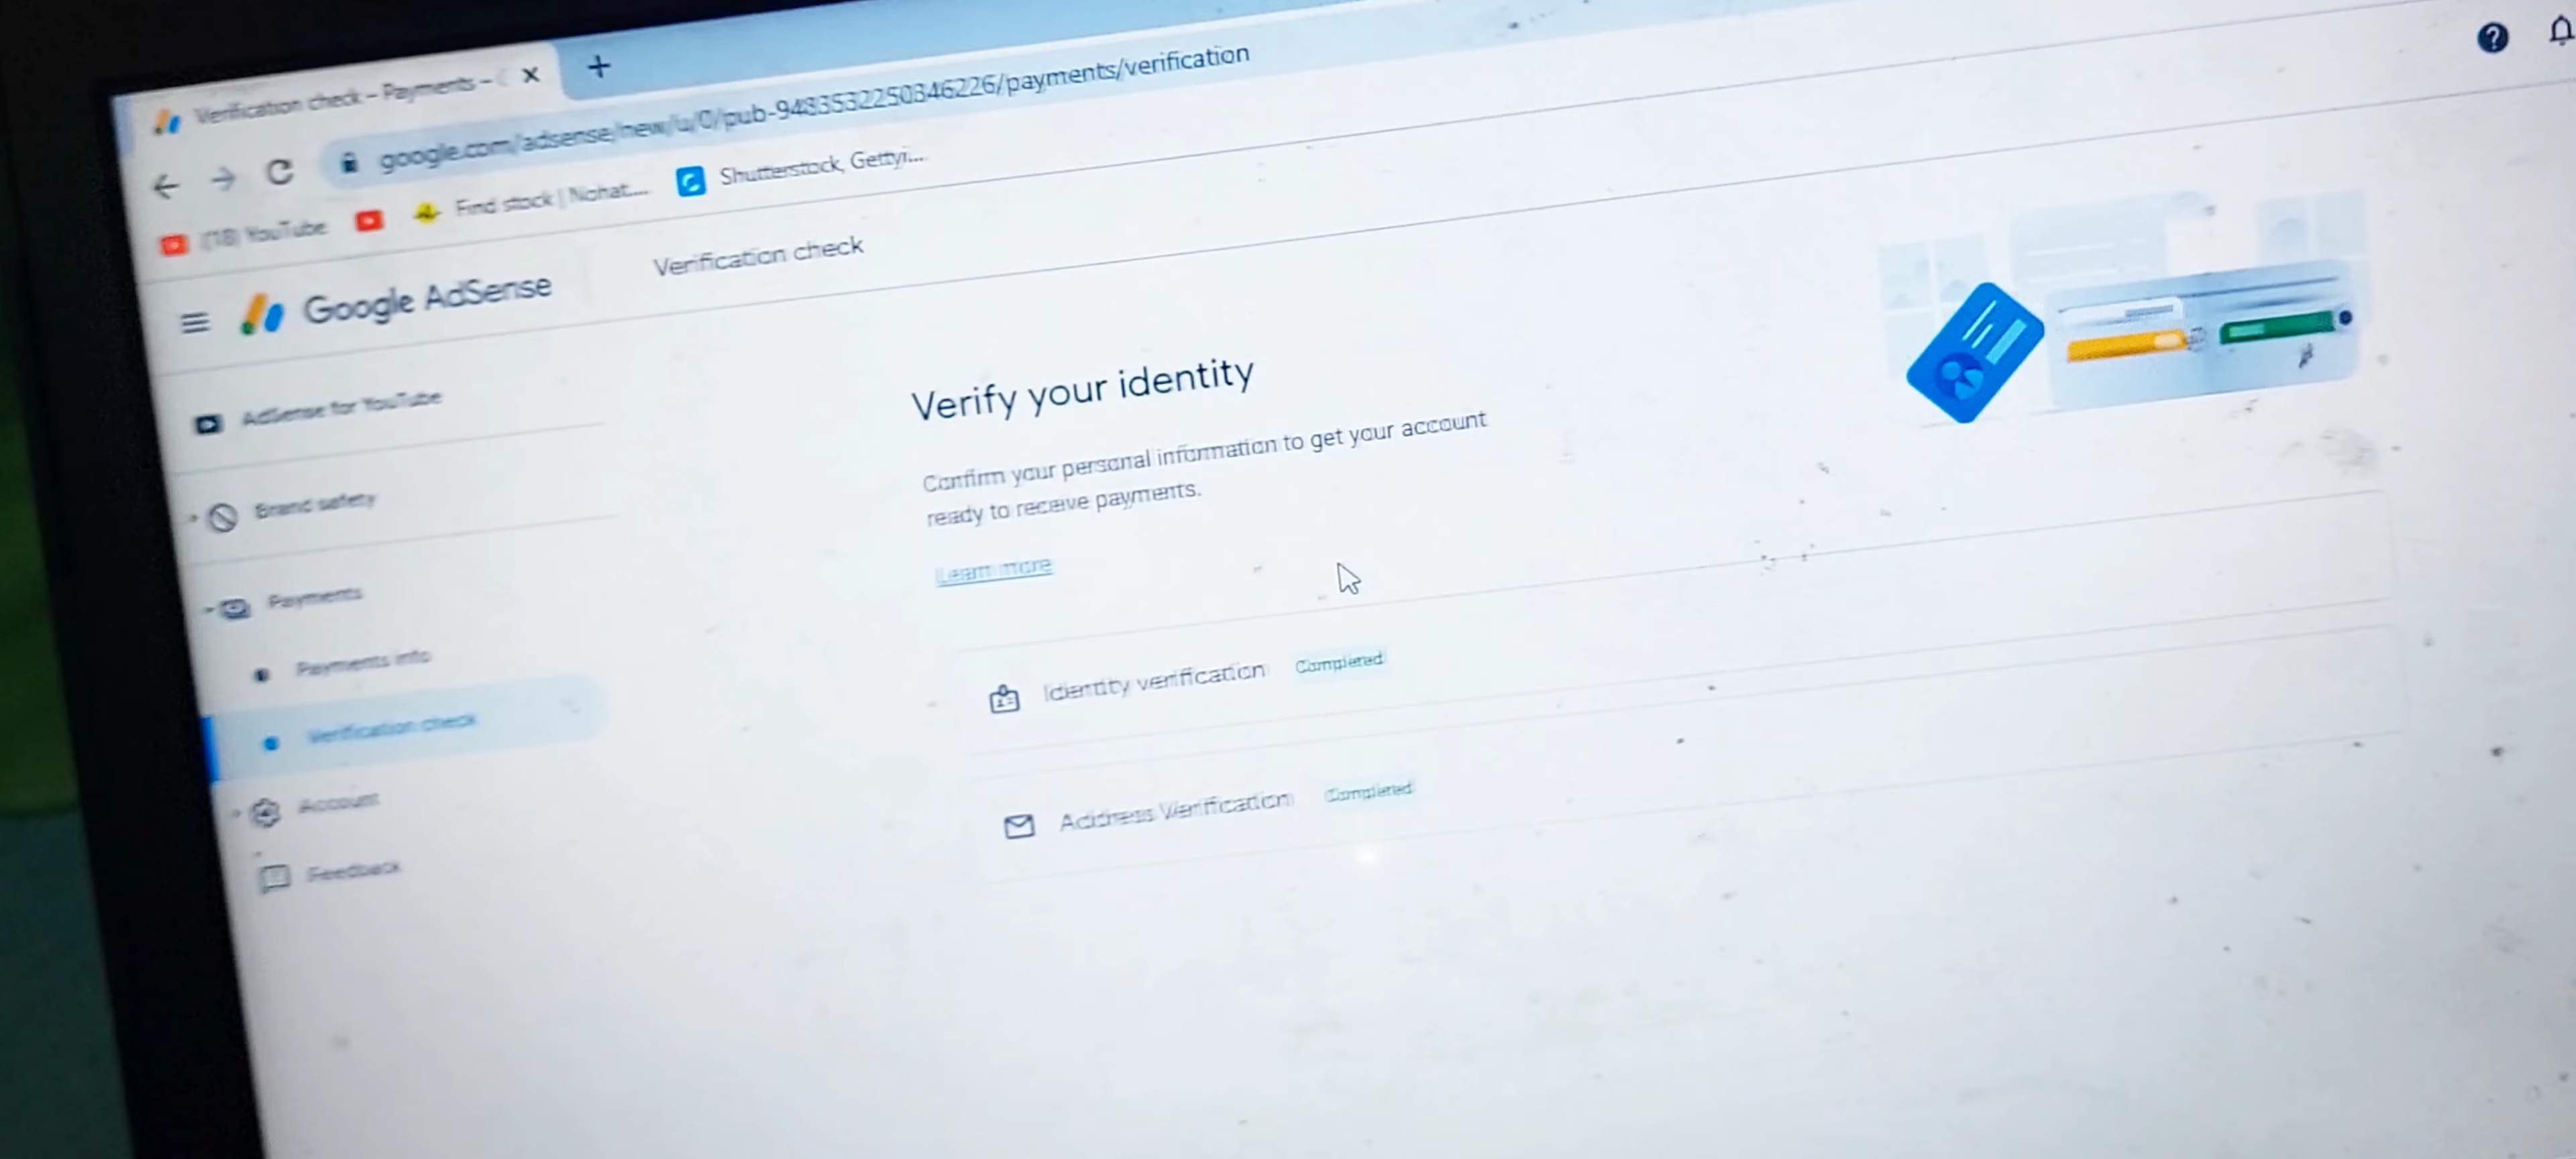 Verification check – Payments –
google.com/adsense/new/u/0/pub-9483532250346226/payments/verification
(18) YouTube
Find stock | Nohat....
Shutterstock, Gettyi...
Google AdSense
Verification check
AdSense for YouTube
Brand safety
Payments
Payments info
Verification check
Account
Feedback
Verify your identity
Confirm your personal information to get your account
ready to receive payments.
Learn more
Identity verification Completed
Address Verification Completed